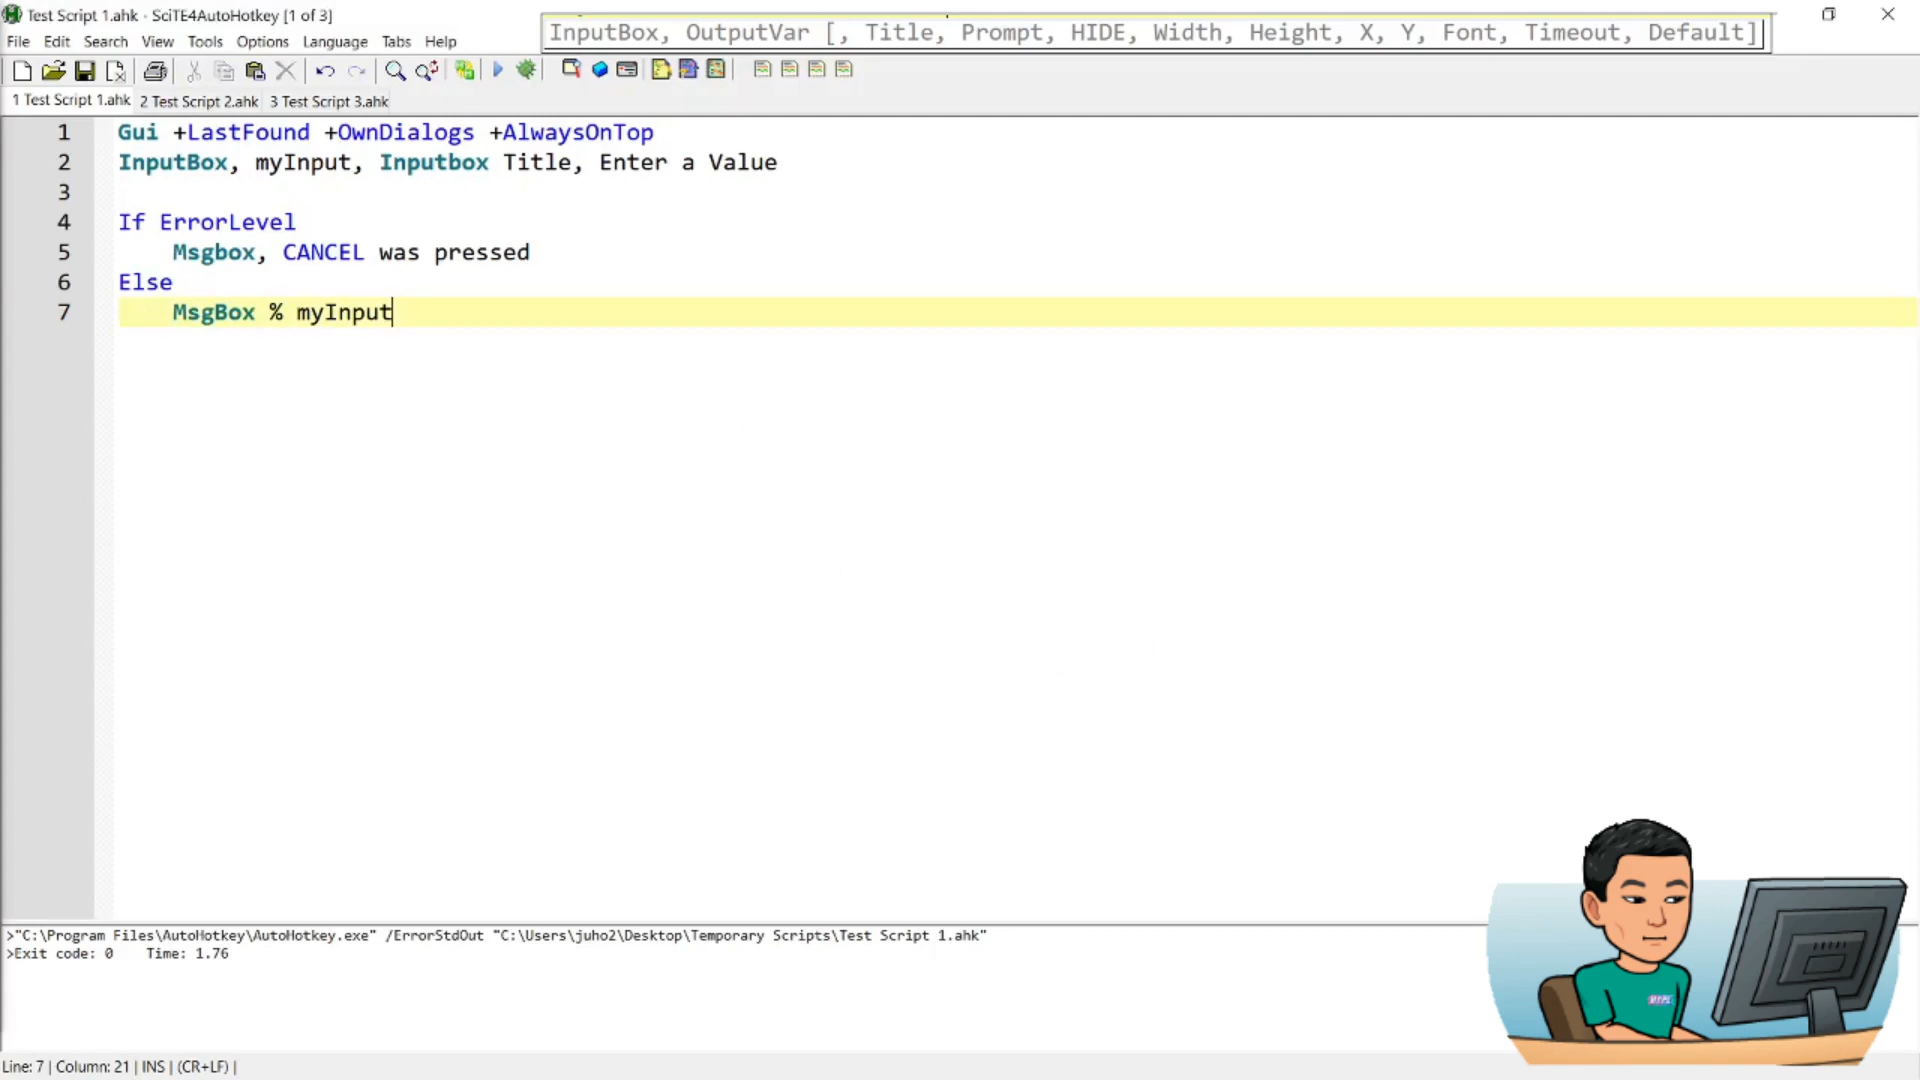 Test Script 1.ahk - SciTE4AutoHotkey [1 of 3]
File Edit Search View Tools Options Language Tabs Help
InputBox, OutputVar [, Title, Prompt, HIDE, Width, Height, X, Y, Font, Timeout, Default]
1 Test Script 1.ahk 2 Test Script 2.ahk 3 Test Script 3.ahk
1 Gui +LastFound +OwnDialogs +AlwaysOnTop
2 InputBox, myInput, Inputbox Title, Enter a Value
3
4 If ErrorLevel
5 Msgbox, CANCEL was pressed
6 Else
7 MsgBox % myInput
>"C:\Program Files\AutoHotkey\AutoHotkey.exe" /ErrorStdOut "C:\Users\juho2\Desktop\Temporary Scripts\Test Script 1.ahk"
>Exit code: 0 Time: 1.76
Line: 7 | Column: 21 | INS | (CR+LF) |